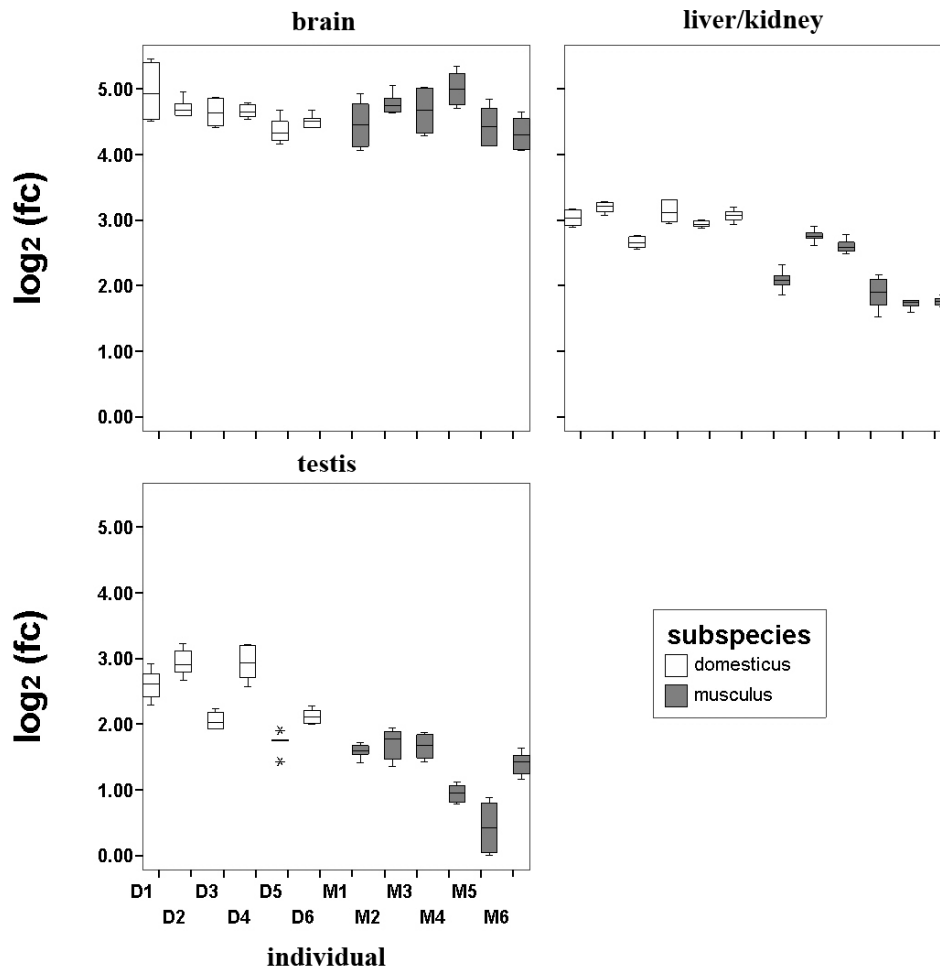 brain
liver/kidney
log2 (fc)
5.00
4.00
3.00
2.00
1.00
0.00
testis
log2 (fc)
5.00
4.00
3.00
2.00
1.00
0.00
subspecies
domesticus
musculus
D1 D3 D5 M1 M3 M5
D2 D4 D6 M2 M4 M6
individual